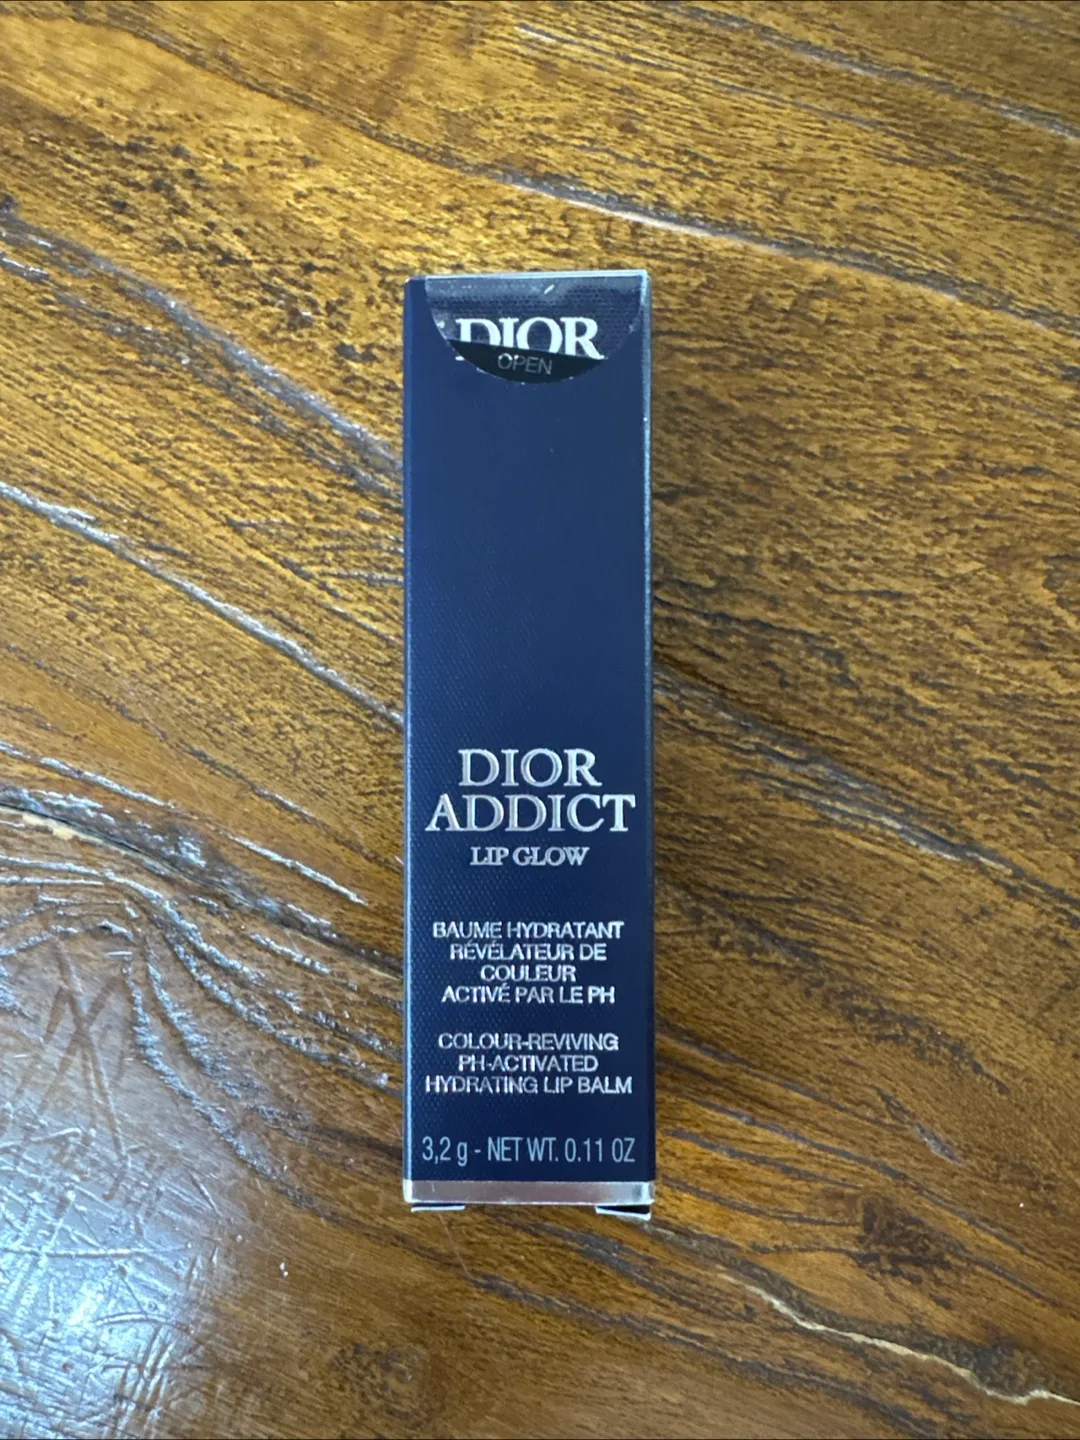 DIOR
OPEN
DIOR
ADDICT
LIP GLOW
BAUME HYDRATANT
RÉVÉLATEUR DE
COULEUR
ACTIVÉ PAR LE PH
COLOUR-REVIVING
PH-ACTIVATED
HYDRATING LIP BALM
3,2 g - NET WT. 0.11 OZ